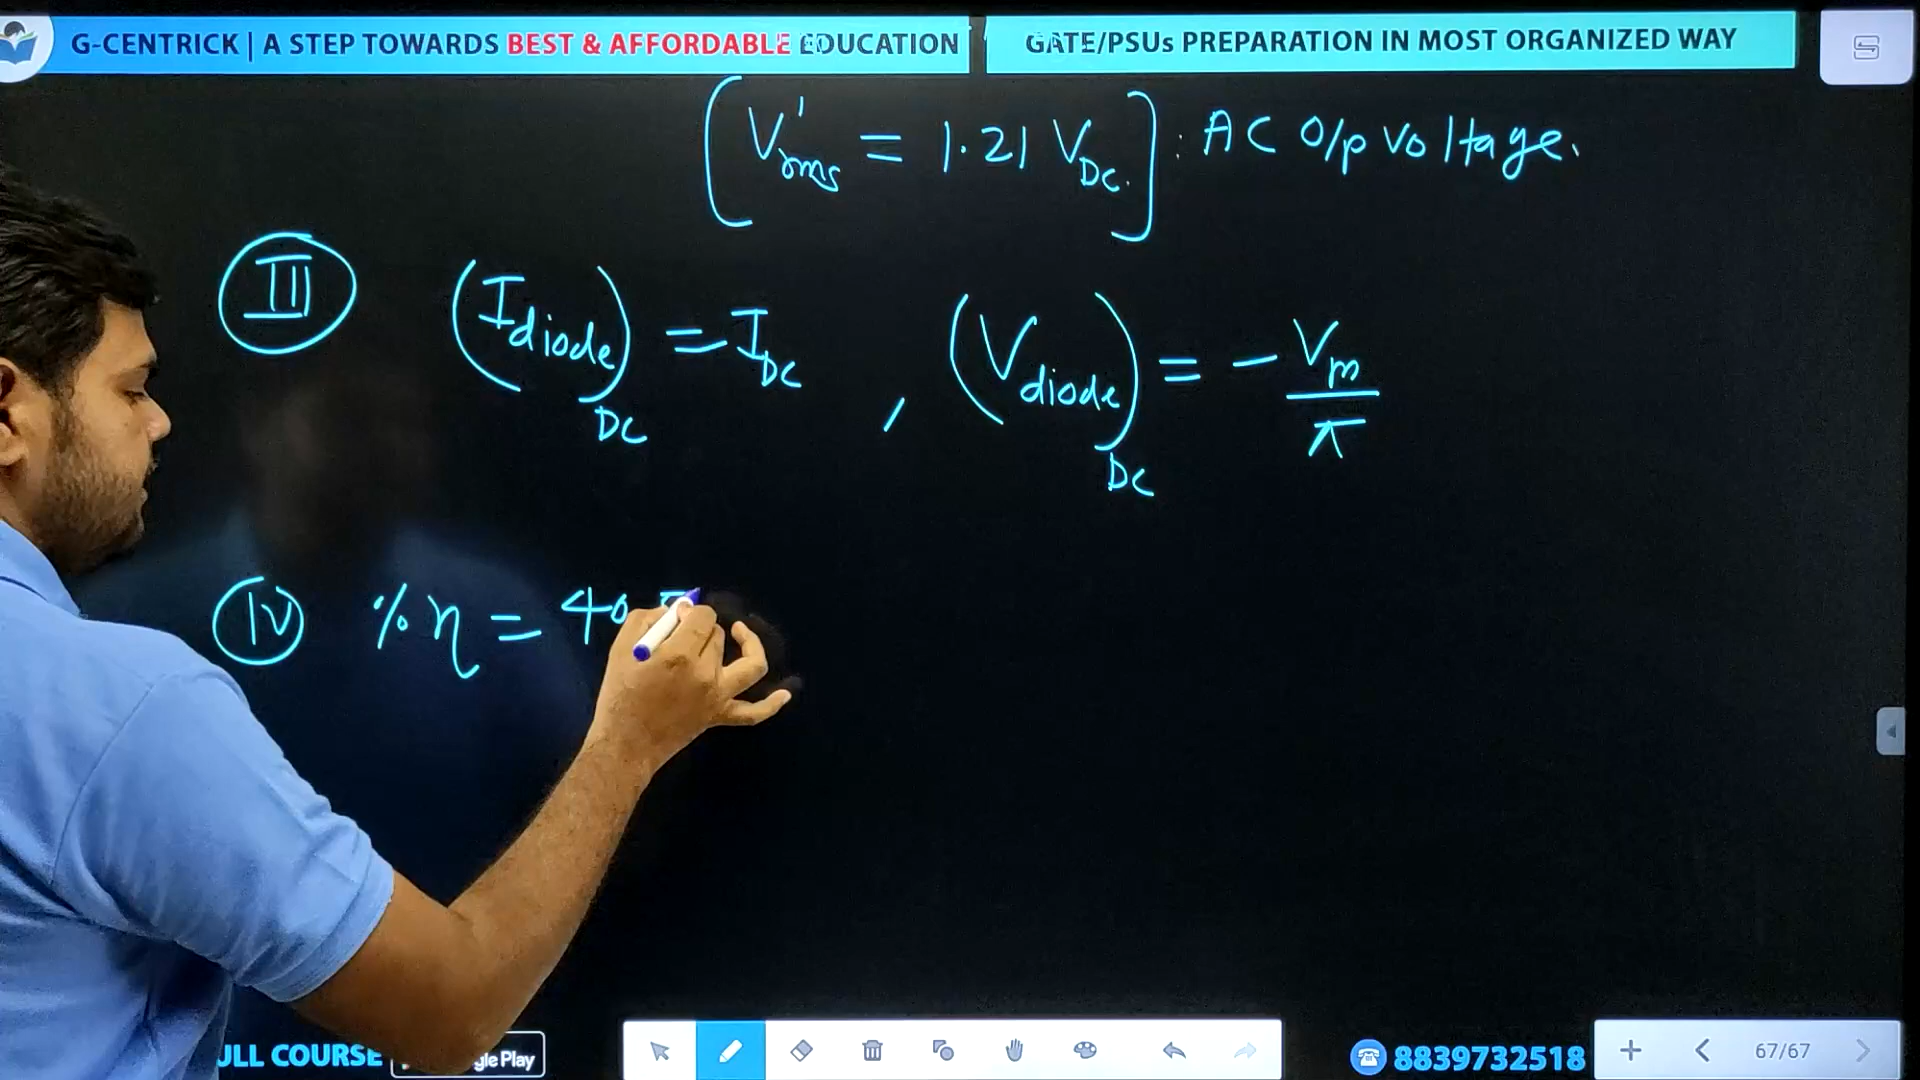 G-CENTRICK | A STEP TOWARDS BEST & AFFORDABLE EDUCATION
GATE/PSUs PREPARATION IN MOST ORGANIZED WAY
[V'rms = 1.21 VDC.] : AC O/p Voltage.
III (Idiode)DC = IDC , (Vdiode)DC = -Vm/π
IV %η = 40.
ULL COURSE
gle Play
8839732518
67/67